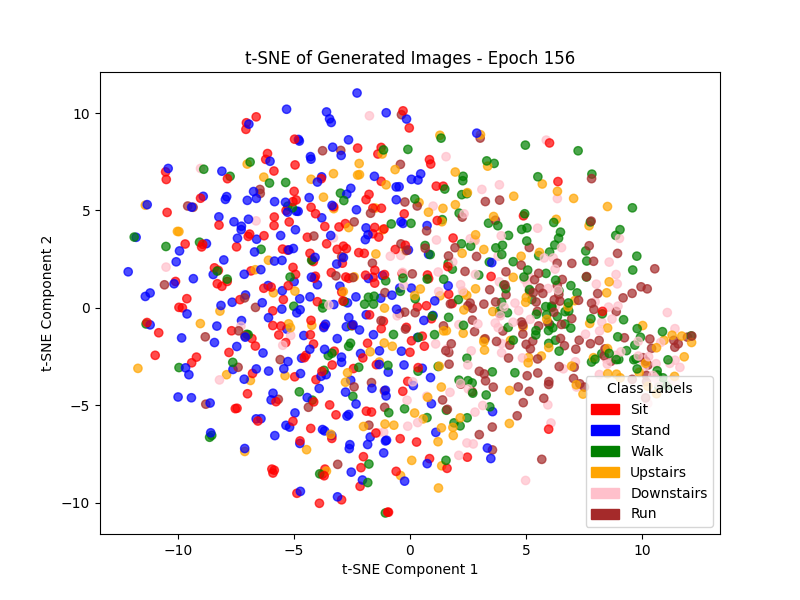 t-SNE of Generated Images - Epoch 156
t-SNE Component 2
10
5
0
−5
−10
Class Labels
Sit
Stand
Walk
Upstairs
Downstairs
Run
−10
−5
0
5
10
t-SNE Component 1